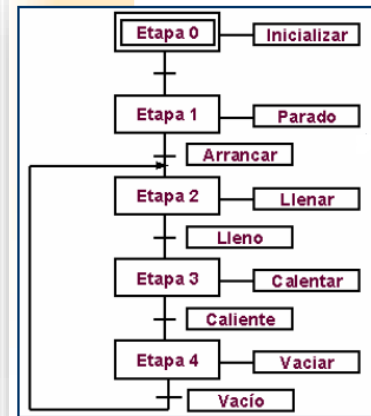 Etapa 0
Inicializar
Etapa 1
Parado
Arrancar
Etapa 2
Llenar
Lleno
Etapa 3
Calentar
Caliente
Etapa 4
Vaciar
Vacío